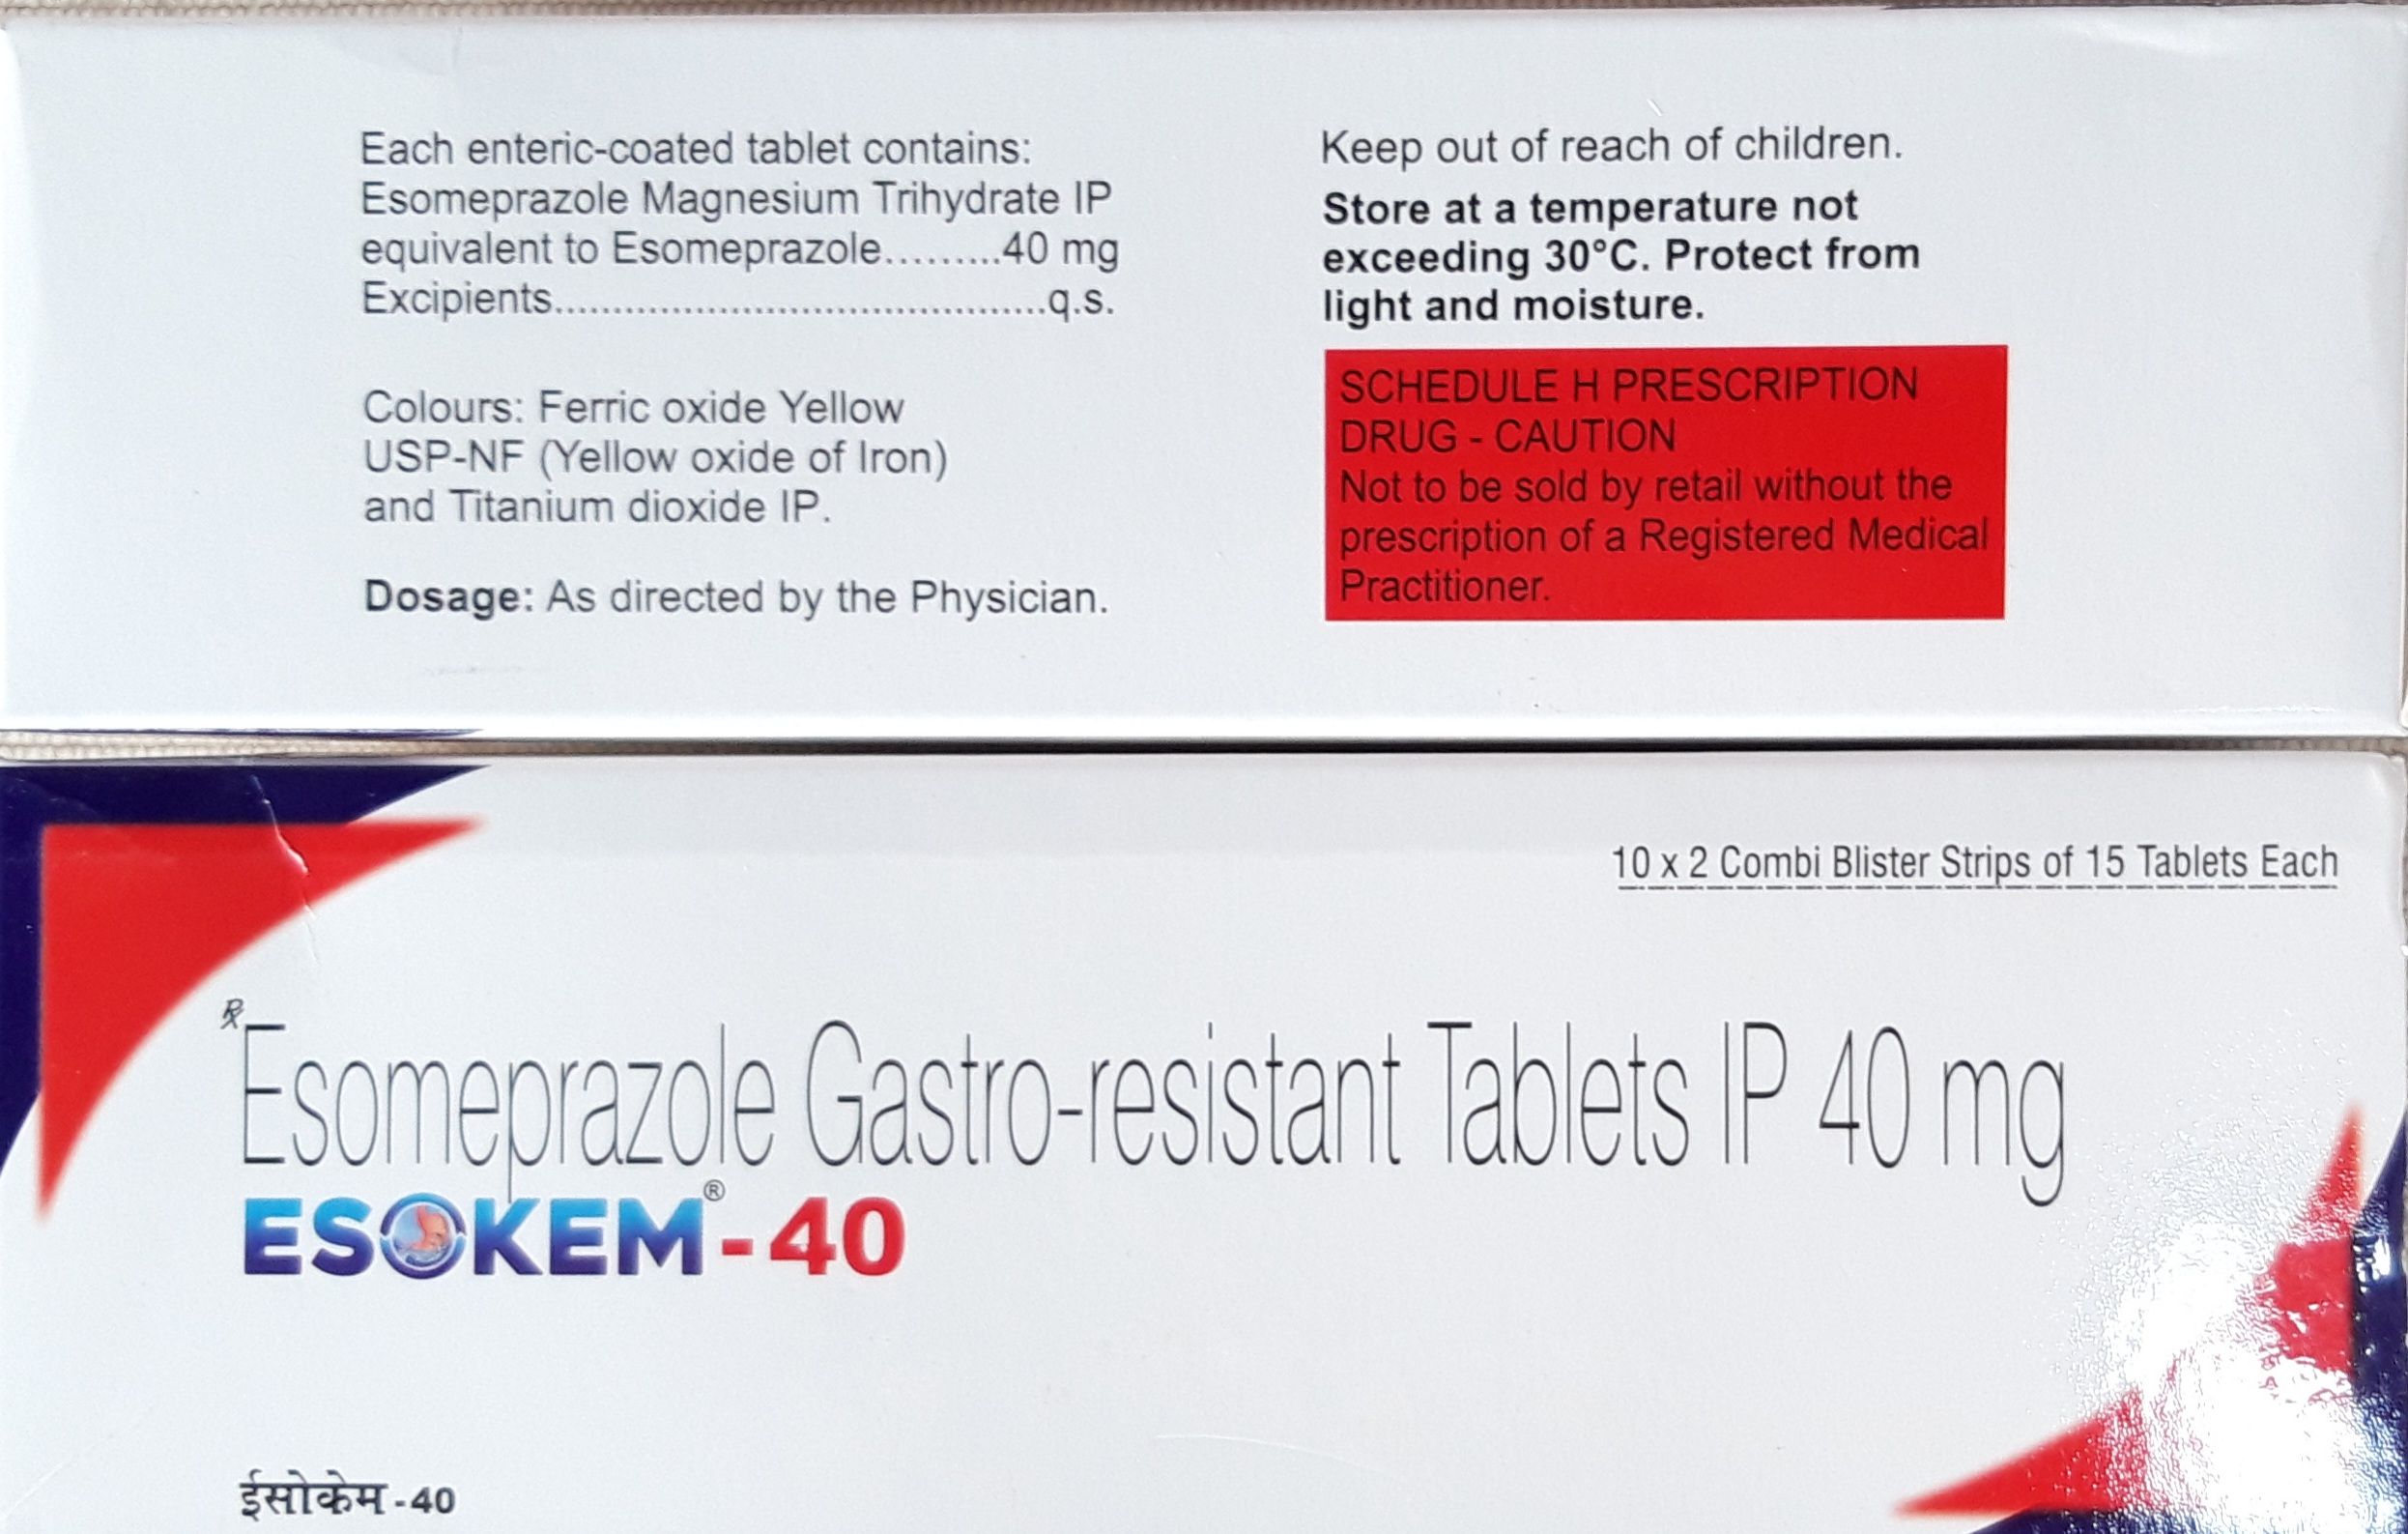 Each enteric-coated tablet contains:
Esomeprazole Magnesium Trihydrate IP
equivalent to Esomeprazole.........40 mg
Excipients..........................................q.s.
Colours: Ferric oxide Yellow
USP-NF (Yellow oxide of Iron)
and Titanium dioxide IP.
Dosage: As directed by the Physician.
Keep out of reach of children.
Store at a temperature not
exceeding 30°C. Protect from
light and moisture.
SCHEDULE H PRESCRIPTION
DRUG - CAUTION
Not to be sold by retail without the
prescription of a Registered Medical
Practitioner.
10 x 2 Combi Blister Strips of 15 Tablets Each
℞ Esomeprazole Gastro-resistant Tablets IP 40 mg
ESOKEM®-40
ईसोकेम-40